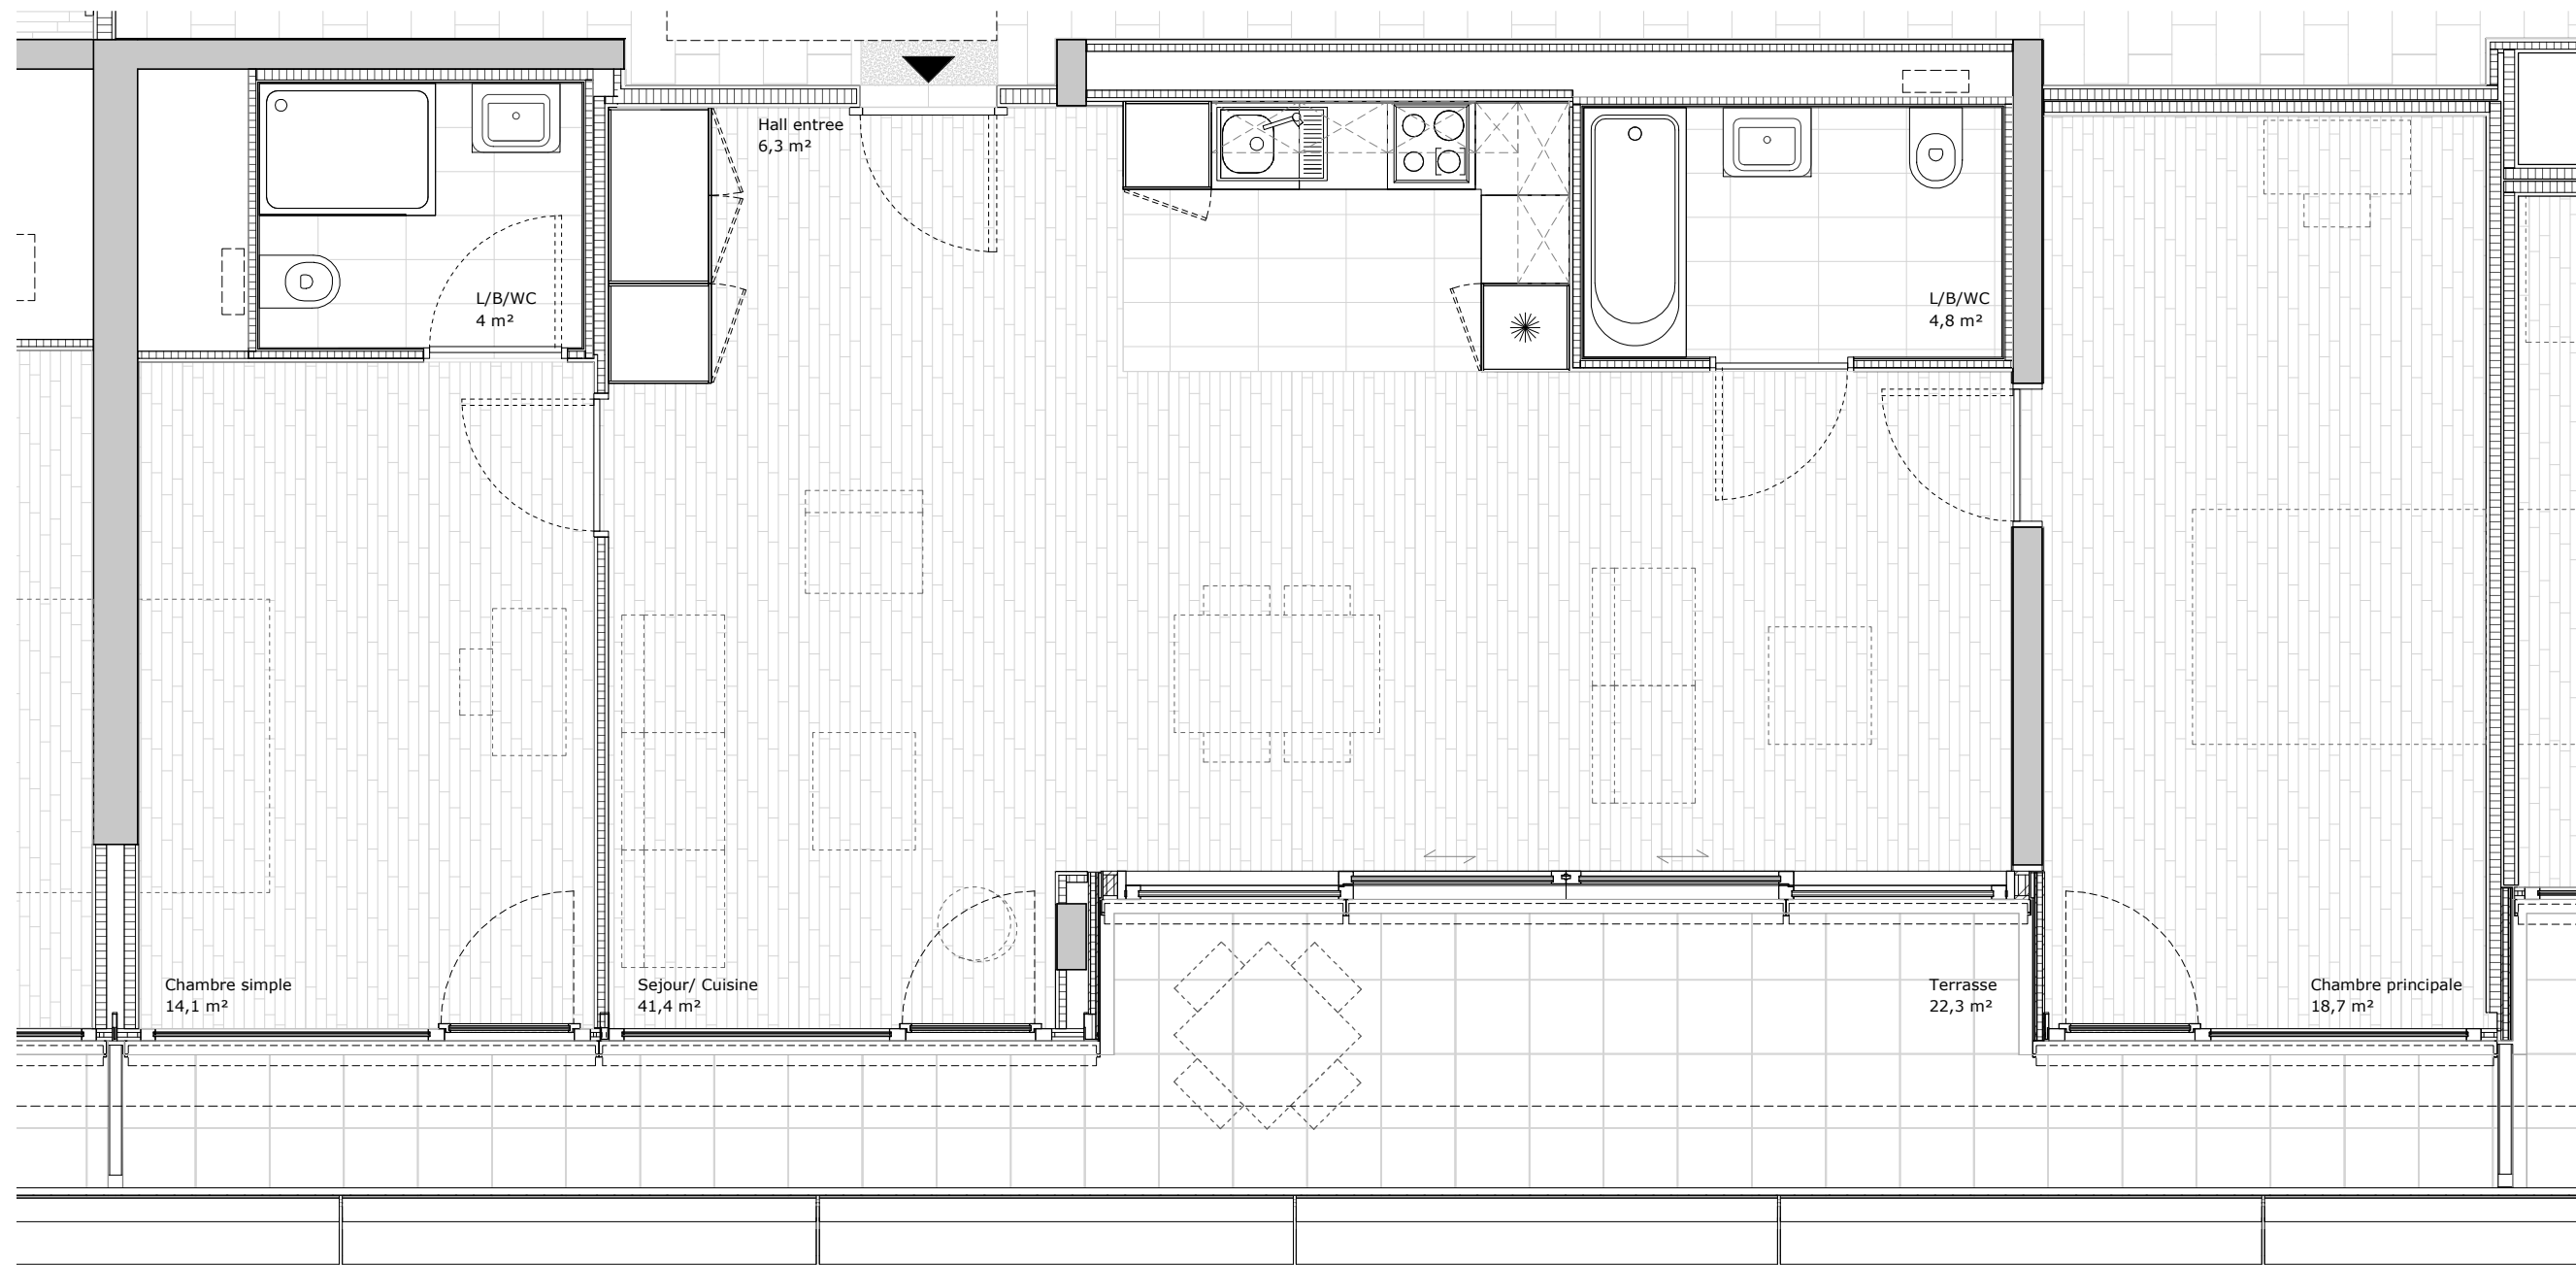 Hall entree
6,3 m²
L/B/WC
4 m²
L/B/WC
4,8 m²
Chambre simple
14,1 m²
Sejour/ Cuisine
41,4 m²
Terrasse
22,3 m²
Chambre principale
18,7 m²